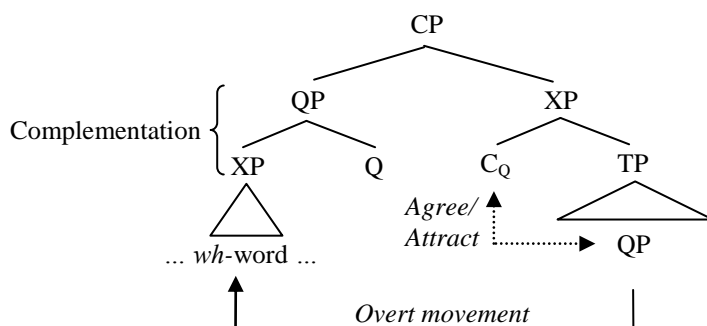 CP
QP XP
Complementation
XP Q C_Q TP
Agree/
Attract
... wh-word ... QP
Overt movement